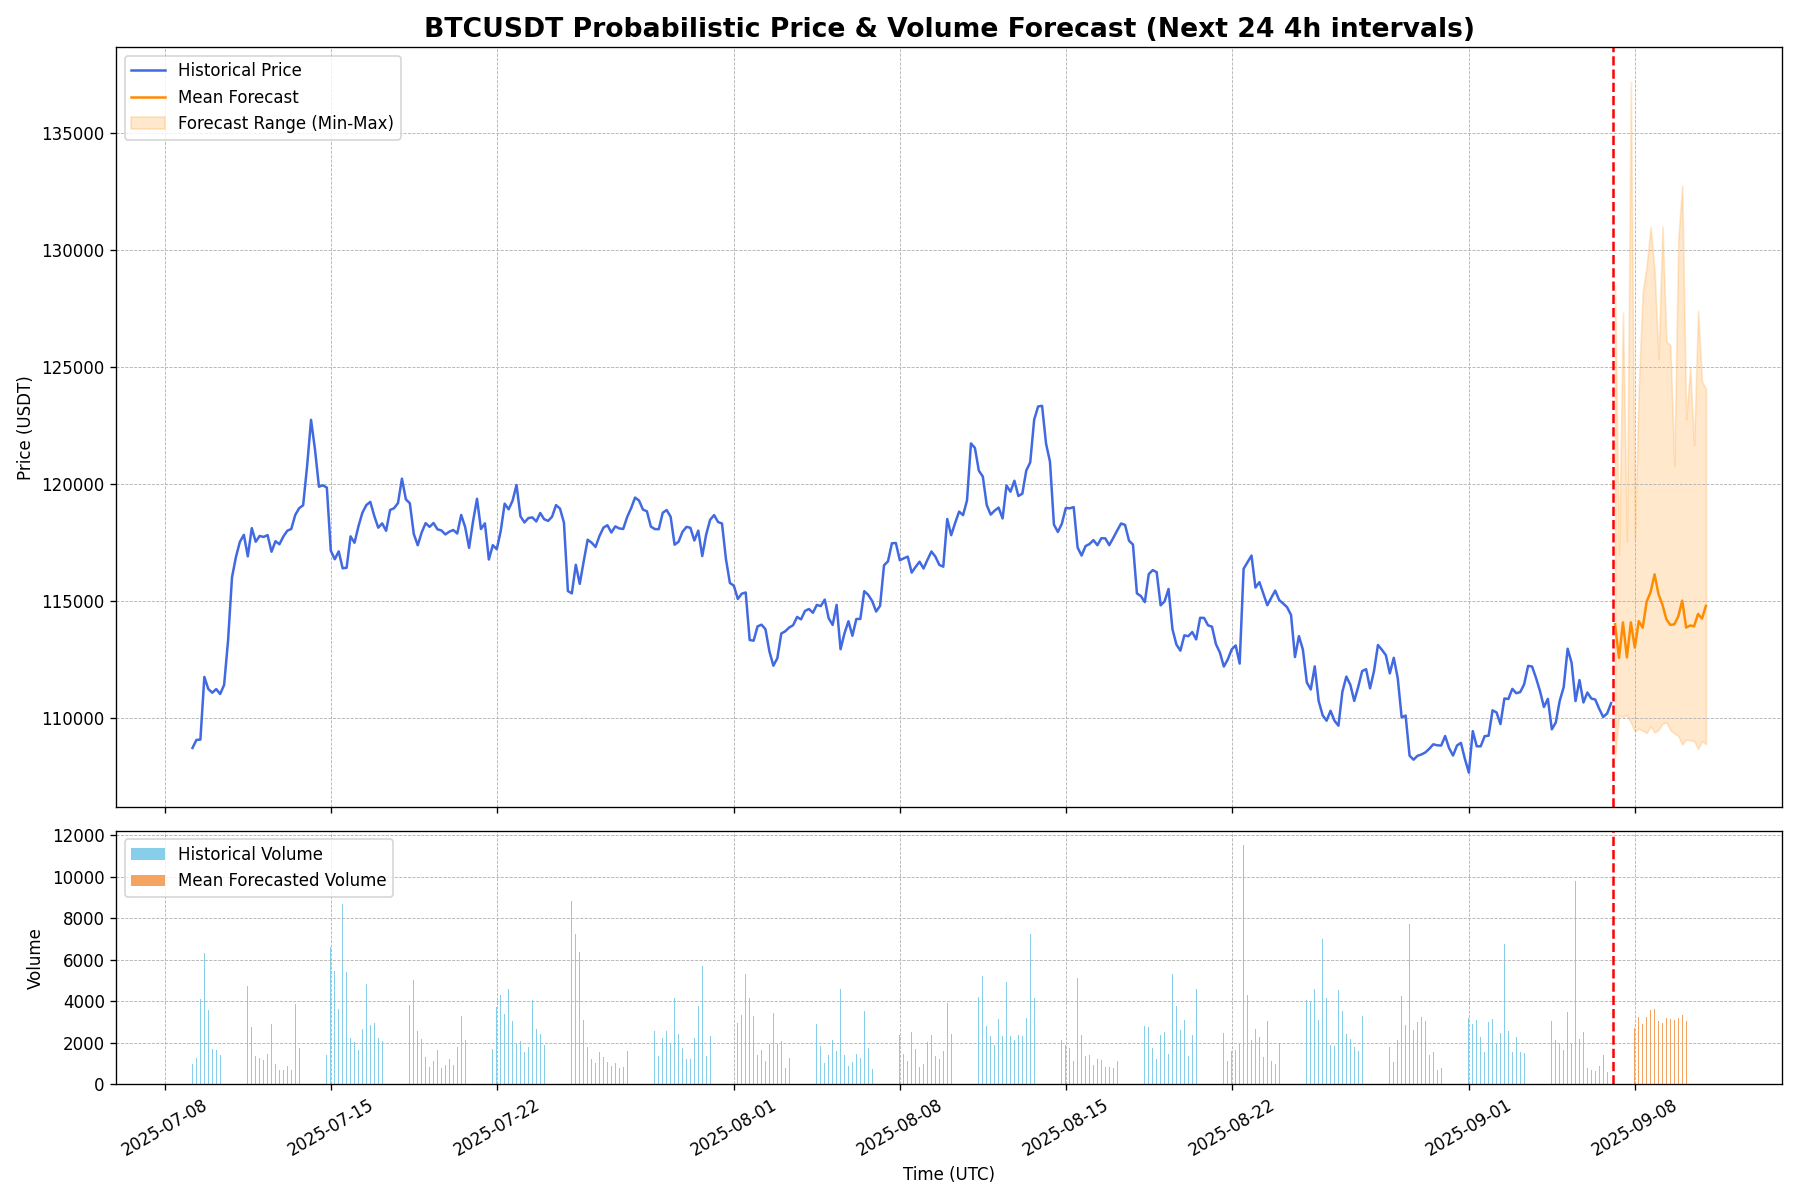 BTCUSDT Probabilistic Price & Volume Forecast (Next 24 4h intervals)
Historical Price
Mean Forecast
Forecast Range (Min-Max)
135000
130000
125000
120000
115000
110000
Price (USDT)
Historical Volume
Mean Forecasted Volume
12000
10000
8000
6000
4000
2000
0
Volume
2025-07-08
2025-07-15
2025-07-22
2025-08-01
2025-08-08
2025-08-15
2025-08-22
2025-09-01
2025-09-08
Time (UTC)